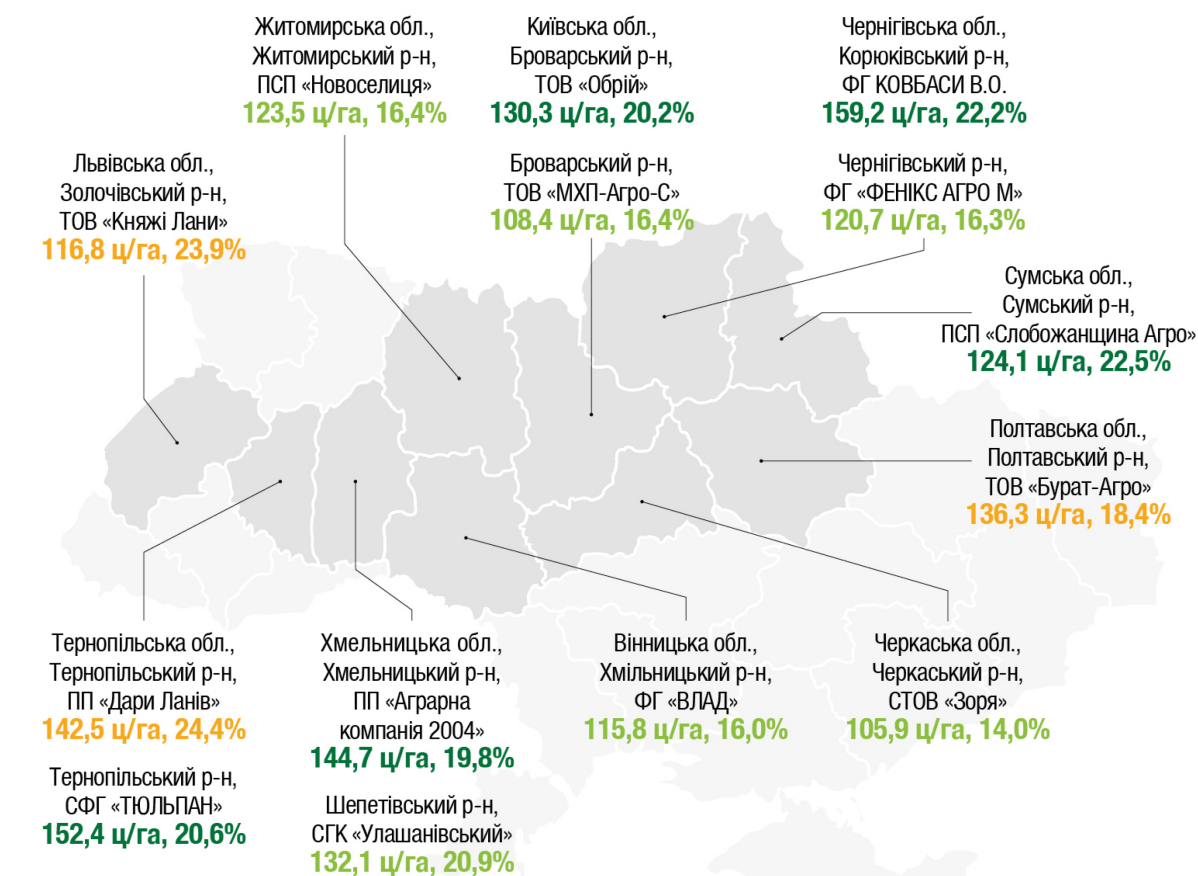 Житомирська обл.,
Житомирський р-н,
ПСП «Новоселиця»
123,5 ц/га, 16,4%
Київська обл.,
Броварський р-н,
ТОВ «Обрій»
130,3 ц/га, 20,2%
Броварський р-н,
ТОВ «МХП-Агро-С»
108,4 ц/га, 16,4%
Чернігівська обл.,
Корюківський р-н,
ФГ КОВБАСИ В.О.
159,2 ц/га, 22,2%
Чернігівський р-н,
ФГ «ФЕНІКС АГРО М»
120,7 ц/га, 16,3%
Львівська обл.,
Золочівський р-н,
ТОВ «Княжі Лани»
116,8 ц/га, 23,9%
Сумська обл.,
Сумський р-н,
ПСП «Слобожанщина Агро»
124,1 ц/га, 22,5%
Полтавська обл.,
Полтавський р-н,
ТОВ «Бурат-Агро»
136,3 ц/га, 18,4%
Тернопільська обл.,
Тернопільський р-н,
ПП «Дари Ланів»
142,5 ц/га, 24,4%
Тернопільський р-н,
СФГ «ТЮЛЬПАН»
152,4 ц/га, 20,6%
Хмельницька обл.,
Хмельницький р-н,
ПП «Аграрна
компанія 2004»
144,7 ц/га, 19,8%
Шепетівський р-н,
СГК «Улашанівський»
132,1 ц/га, 20,9%
Вінницька обл.,
Хмільницький р-н,
ФГ «ВЛАД»
115,8 ц/га, 16,0%
Черкаська обл.,
Черкаський р-н,
СТОВ «Зоря»
105,9 ц/га, 14,0%